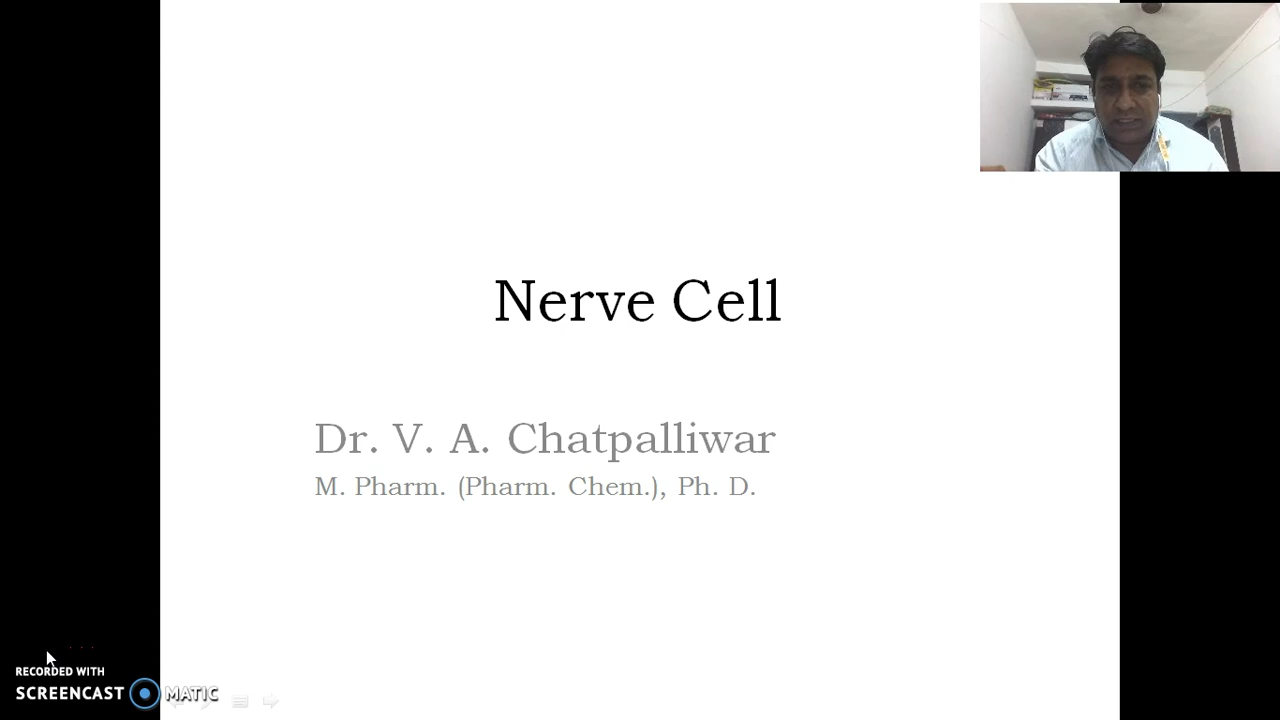 Nerve Cell
Dr. V. A. Chatpalliwar
M. Pharm. (Pharm. Chem.), Ph. D.
RECORDED WITH
SCREENCAST MATIC